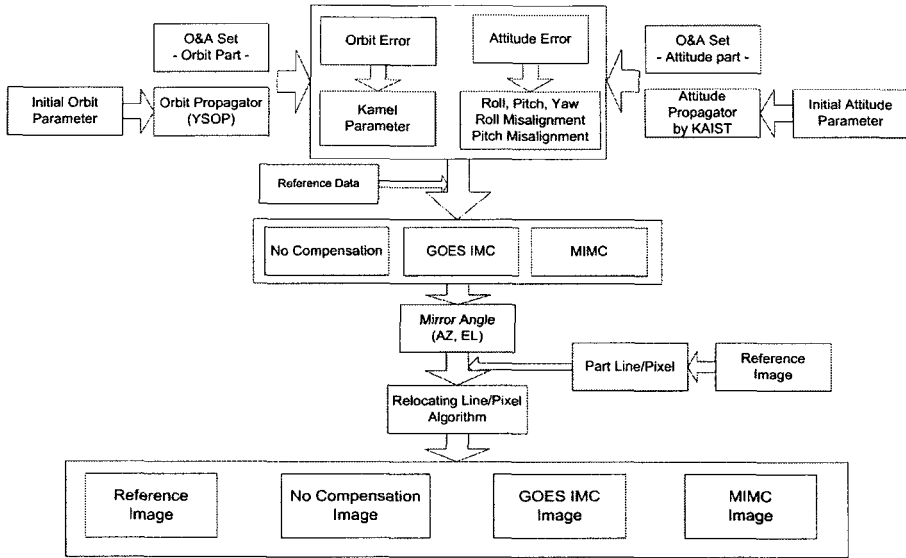 O&A Set
- Orbit Part -
Orbit Error
Attitude Error
O&A Set
- Attitude part -
Initial Orbit
Parameter
Orbit Propagator
(YSOP)
Kamel
Parameter
Roll, Pitch, Yaw
Roll Misalignment
Pitch Misalignment
Attitude
Propagator
by KAIST
Initial Attitude
Parameter
Reference Data
No Compensation
GOES IMC
MIMC
Mirror Angle
(AZ, EL)
Part Line/Pixel
Reference
Image
Relocating Line/Pixel
Algorithm
Reference
Image
No Compensation
Image
GOES IMC
Image
MIMC
Image